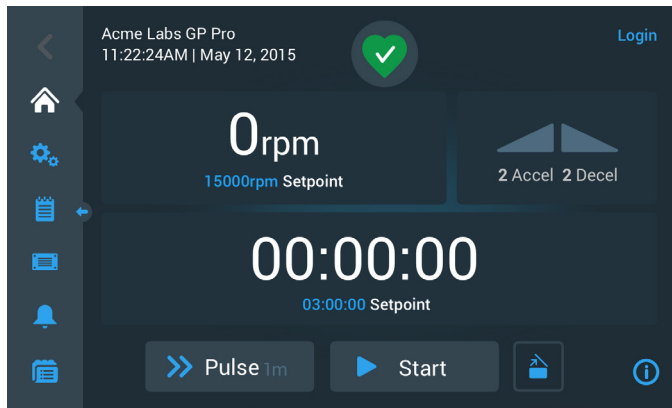 Acme Labs GP Pro
11:22:24AM | May 12, 2015
Login
0rpm
15000rpm Setpoint
2 Accel 2 Decel
00:00:00
03:00:00 Setpoint
Pulse 1m
Start